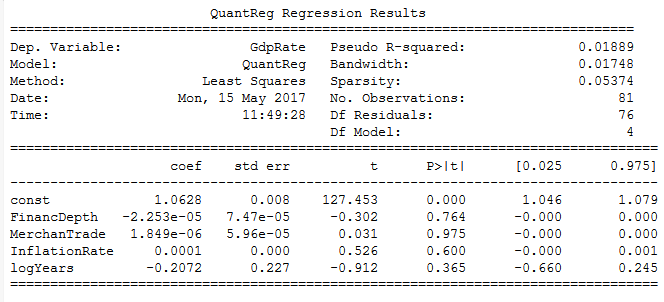 QuantReg Regression Results
==============================================================================
Dep. Variable: GdpRate Pseudo R-squared: 0.01889
Model: QuantReg Bandwidth: 0.01748
Method: Least Squares Sparsity: 0.05374
Date: Mon, 15 May 2017 No. Observations: 81
Time: 11:49:28 Df Residuals: 76
Df Model: 4
==============================================================================
coef std err t P>|t| [0.025 0.975]
------------------------------------------------------------------------------
const 1.0628 0.008 127.453 0.000 1.046 1.079
FinancDepth -2.253e-05 7.47e-05 -0.302 0.764 -0.000 0.000
MerchanTrade 1.849e-06 5.96e-05 0.031 0.975 -0.000 0.000
InflationRate 0.0001 0.000 0.526 0.600 -0.000 0.001
logYears -0.2072 0.227 -0.912 0.365 -0.660 0.245
==============================================================================